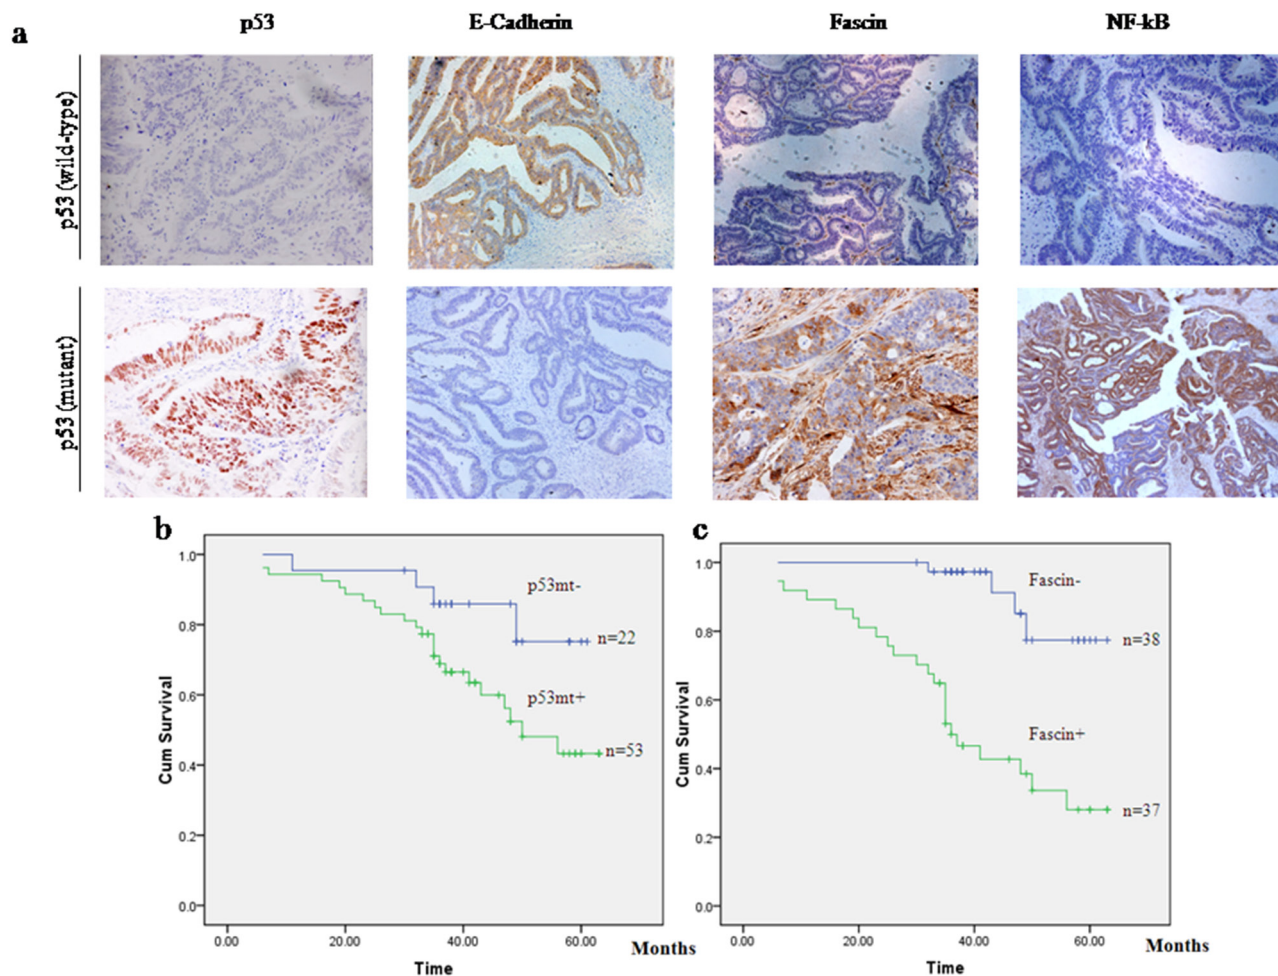 a
p53
E-Cadherin
Fascin
NF-kB
p53 (wild-type)
p53 (mutant)
b
1.0
0.8
0.6
0.4
0.2
0.0
Cum Survival
p53mt-
n=22
p53mt+
n=53
0.00
20.00
40.00
60.00
Months
Time
c
1.0
0.8
0.6
0.4
0.2
0.0
Cum Survival
Fascin-
n=38
Fascin+
n=37
0.00
20.00
40.00
60.00
Months
Time